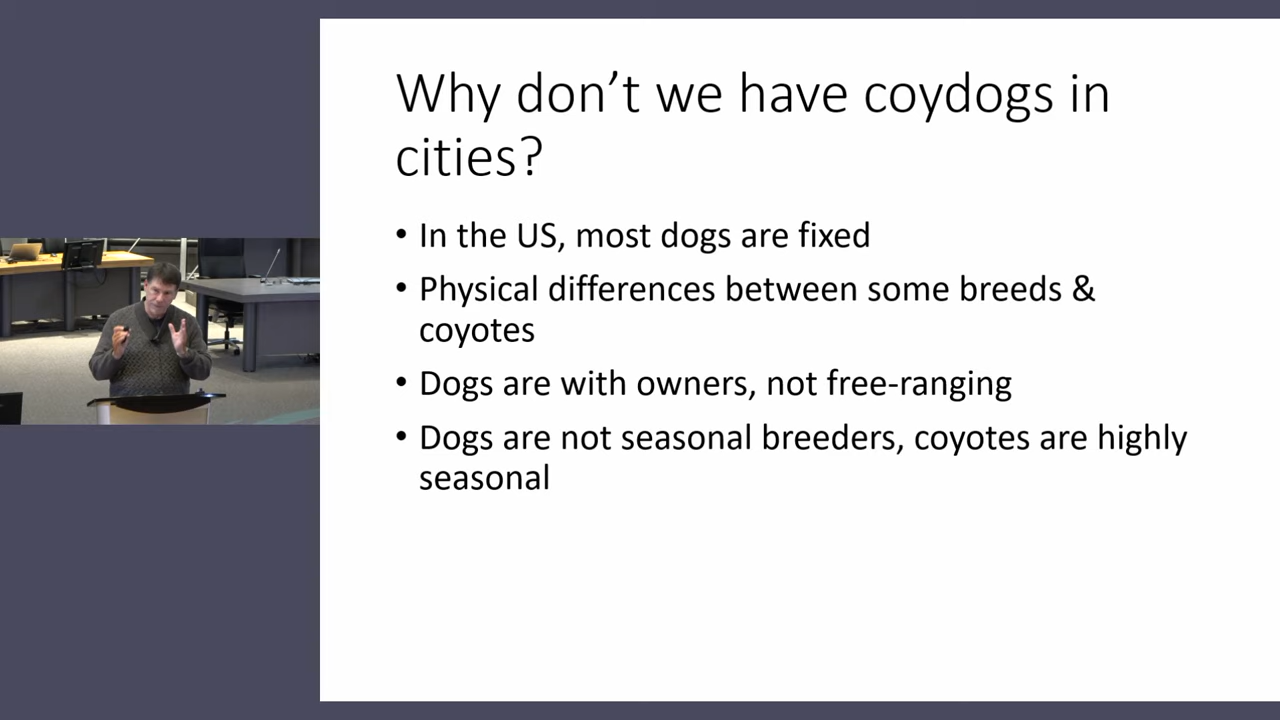 Why don’t we have coydogs in
cities?
• In the US, most dogs are fixed
• Physical differences between some breeds &
coyotes
• Dogs are with owners, not free-ranging
• Dogs are not seasonal breeders, coyotes are highly
seasonal